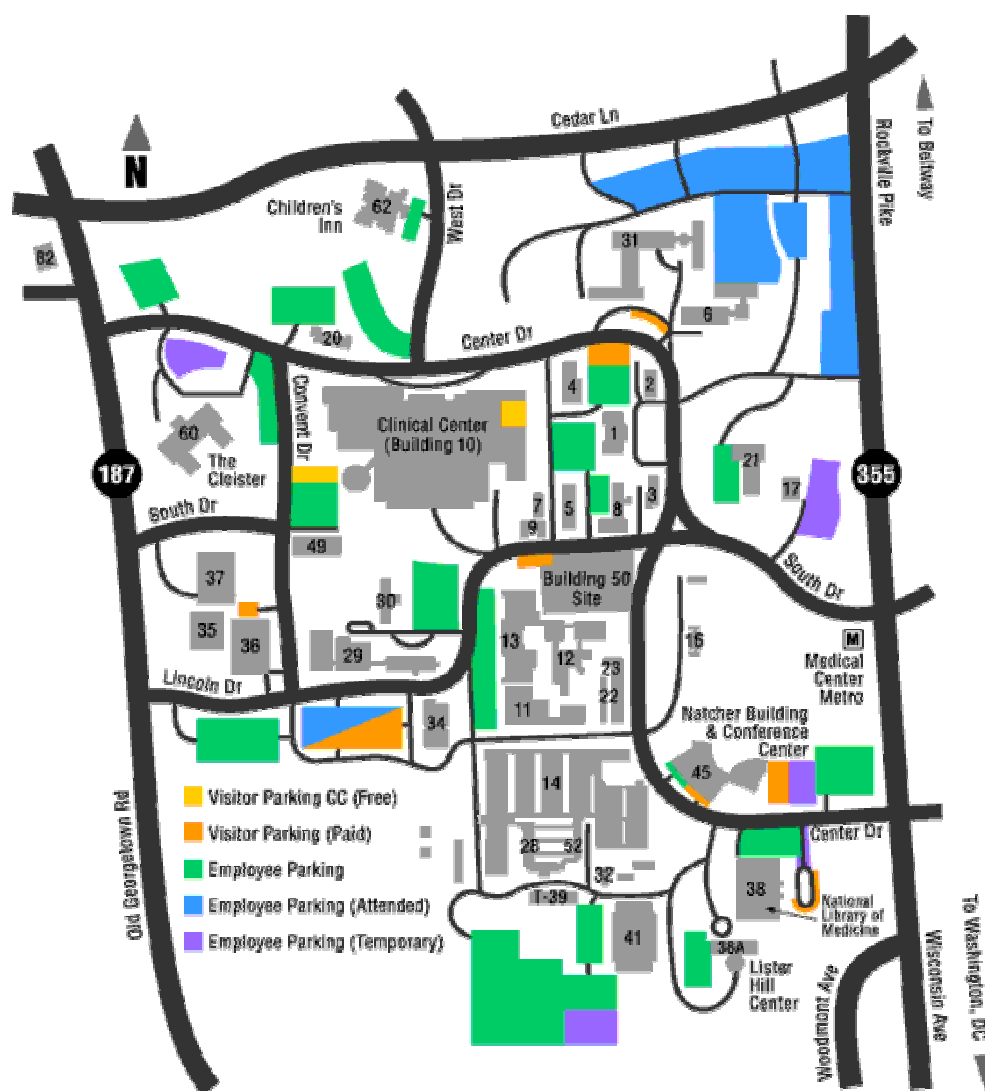 Cedar Ln
To Beltway
Rockville Pike
N
Children's
Inn
62
West Dr
82
31
6
20
Center Dr
4
2
Convent Dr
Clinical Center
(Building 10)
1
60
The
Cloister
187
355
21
17
South Dr
7
9
5
8
3
49
37
Building 50
Site
South Dr
30
35
36
29
13
12
23
22
16
M
Medical
Center
Metro
Lincoln Dr
11
34
Natcher Building
& Conference
Center
45
14
Visitor Parking CC (Free)
Visitor Parking (Paid)
Employee Parking
Employee Parking (Attended)
Employee Parking (Temporary)
Old Georgetown Rd
28
52
32
Center Dr
38
T-39
National
Library of
Medicine
41
38A
Lister
Hill
Center
Woodmont Ave
Wisconsin Ave
To Washington, DC